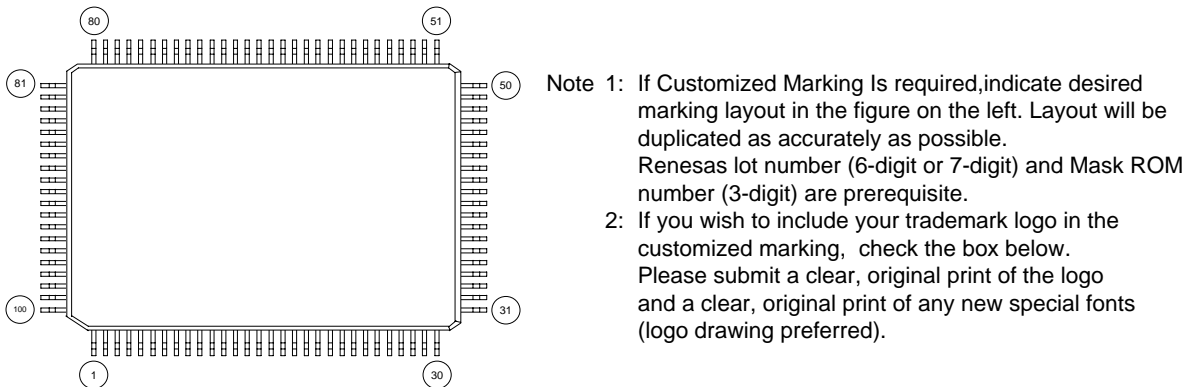 80
51
81
50
100
31
1
30
Note 1: If Customized Marking Is required,indicate desired
marking layout in the figure on the left. Layout will be
duplicated as accurately as possible.
Renesas lot number (6-digit or 7-digit) and Mask ROM
number (3-digit) are prerequisite.
2: If you wish to include your trademark logo in the
customized marking, check the box below.
Please submit a clear, original print of the logo
and a clear, original print of any new special fonts
(logo drawing preferred).